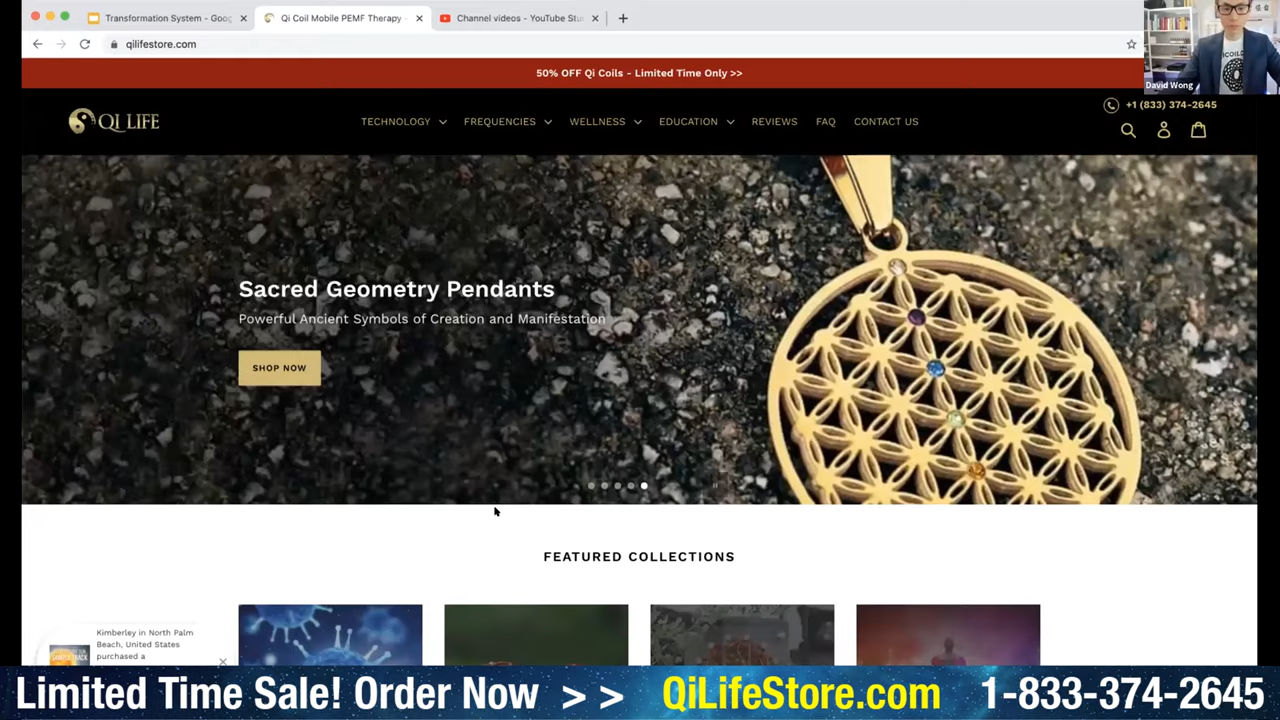 Transformation System - Goog
Qi Coil Mobile PEMF Therapy -
Channel videos - YouTube Stu
qilifestore.com
50% OFF Qi Coils - Limited Time Only >>
David Wong
+1 (833) 374-2645
QI LIFE
TECHNOLOGY FREQUENCIES WELLNESS EDUCATION REVIEWS FAQ CONTACT US
Sacred Geometry Pendants
Powerful Ancient Symbols of Creation and Manifestation
SHOP NOW
FEATURED COLLECTIONS
Kimberley in North Palm
Beach, United States
purchased a
Limited Time Sale! Order Now > > QiLifeStore.com 1-833-374-2645